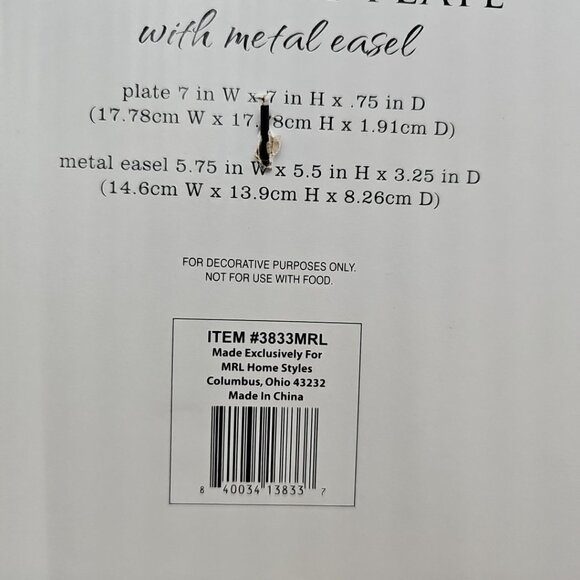 PLATE
with metal easel
plate 7 in W x 7 in H x .75 in D
(17.78cm W x 17.78cm H x 1.91cm D)
metal easel 5.75 in W x 5.5 in H x 3.25 in D
(14.6cm W x 13.9cm H x 8.26cm D)
FOR DECORATIVE PURPOSES ONLY.
NOT FOR USE WITH FOOD.
ITEM #3833MRL
Made Exclusively For
MRL Home Styles
Columbus, Ohio 43232
Made In China
8 40034 13833 7